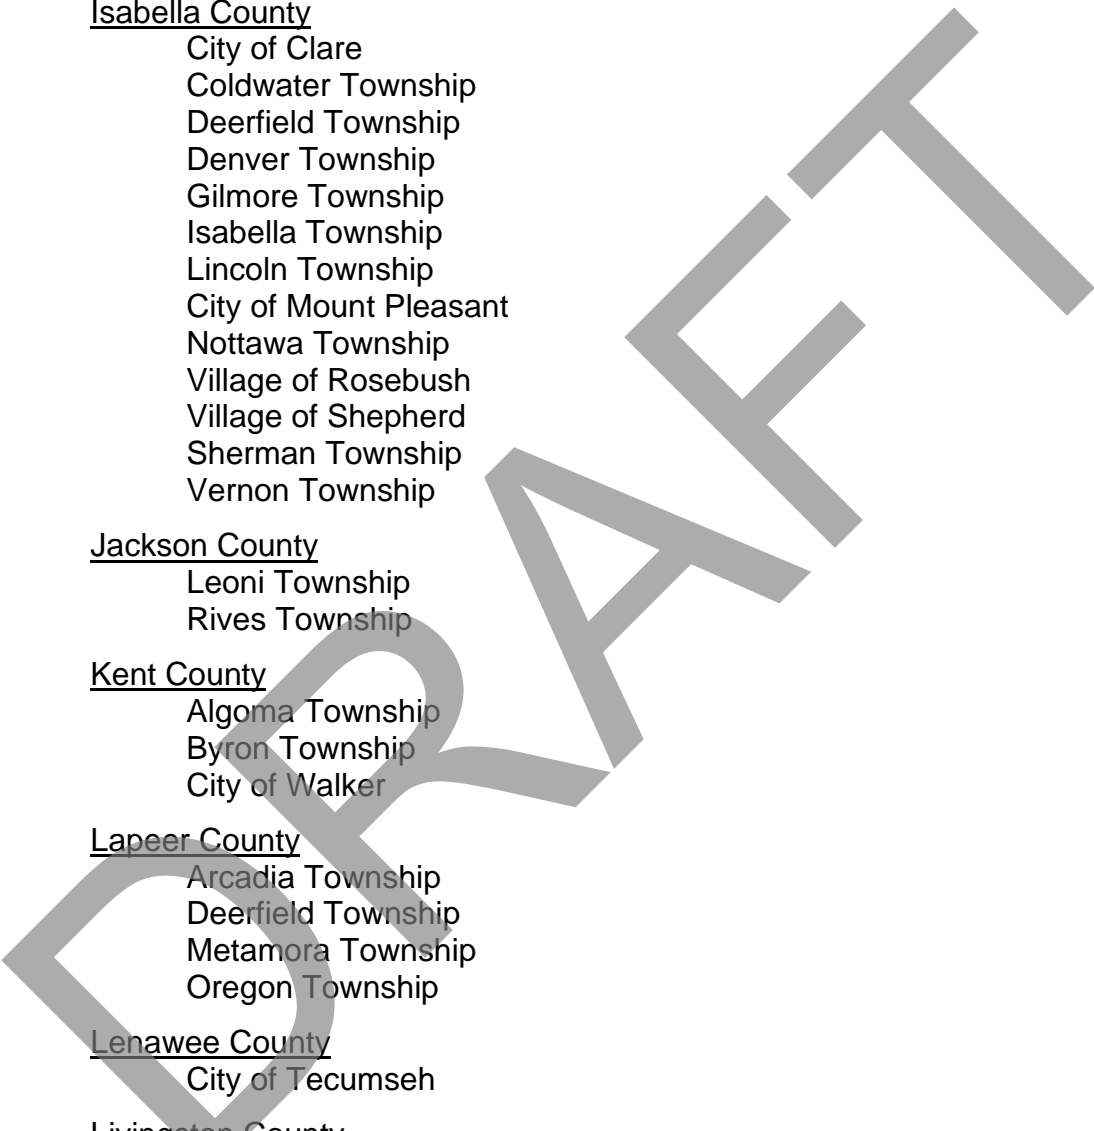 Isabella County
City of Clare
Coldwater Township
Deerfield Township
Denver Township
Gilmore Township
Isabella Township
Lincoln Township
City of Mount Pleasant
Nottawa Township
Village of Rosebush
Village of Shepherd
Sherman Township
Vernon Township
Jackson County
Leoni Township
Rives Township
Kent County
Algoma Township
Byron Township
City of Walker
Lapeer County
Arcadia Township
Deerfield Township
Metamora Township
Oregon Township
Lenawee County
City of Tecumseh
Livingston County
DRAFT